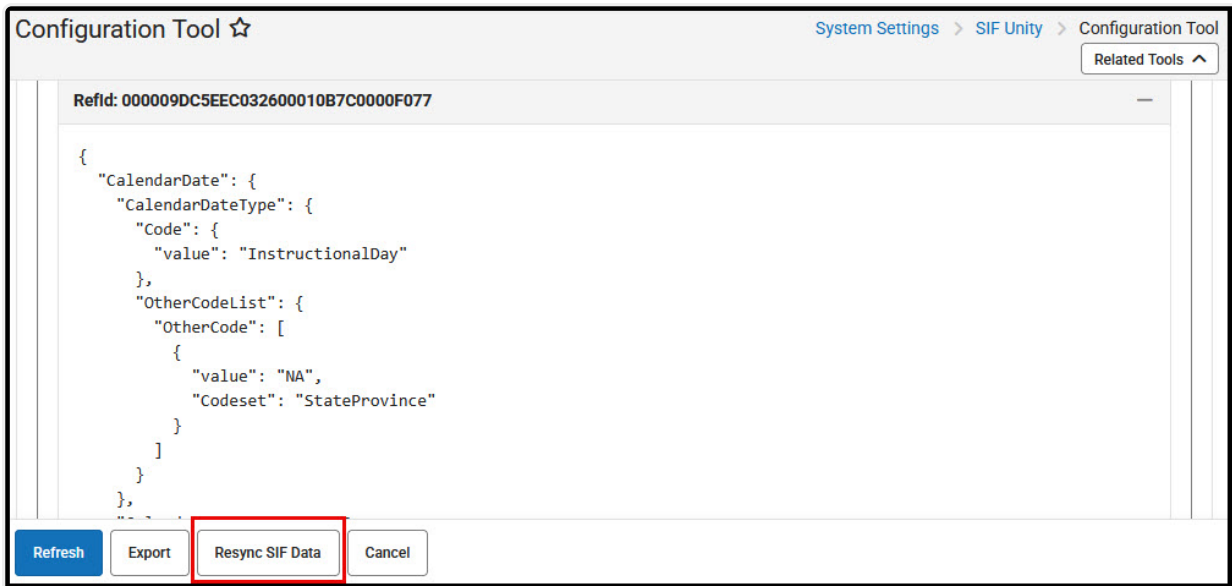 Configuration Tool
System Settings > SIF Unity > Configuration Tool
Related Tools
RefId: 000009DC5EEC032600010B7C0000F077
{
"CalendarDate": {
"CalendarDateType": {
"Code": {
"value": "InstructionalDay"
},
"OtherCodeList": {
"OtherCode": [
{
"value": "NA",
"Codeset": "StateProvince"
}
]
}
},
Refresh
Export
Resync SIF Data
Cancel